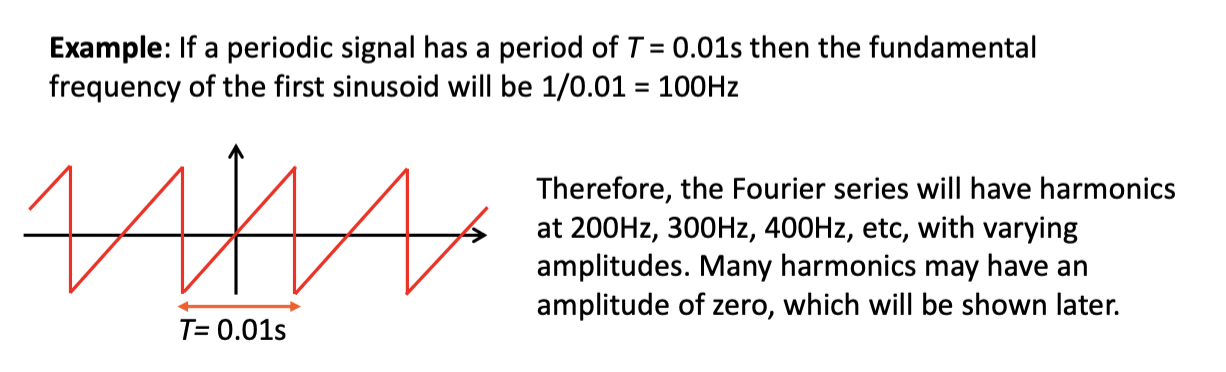 Example: If a periodic signal has a period of T = 0.01s then the fundamental
frequency of the first sinusoid will be 1/0.01 = 100Hz
Therefore, the Fourier series will have harmonics
at 200Hz, 300Hz, 400Hz, etc, with varying
amplitudes. Many harmonics may have an
amplitude of zero, which will be shown later.
T= 0.01s